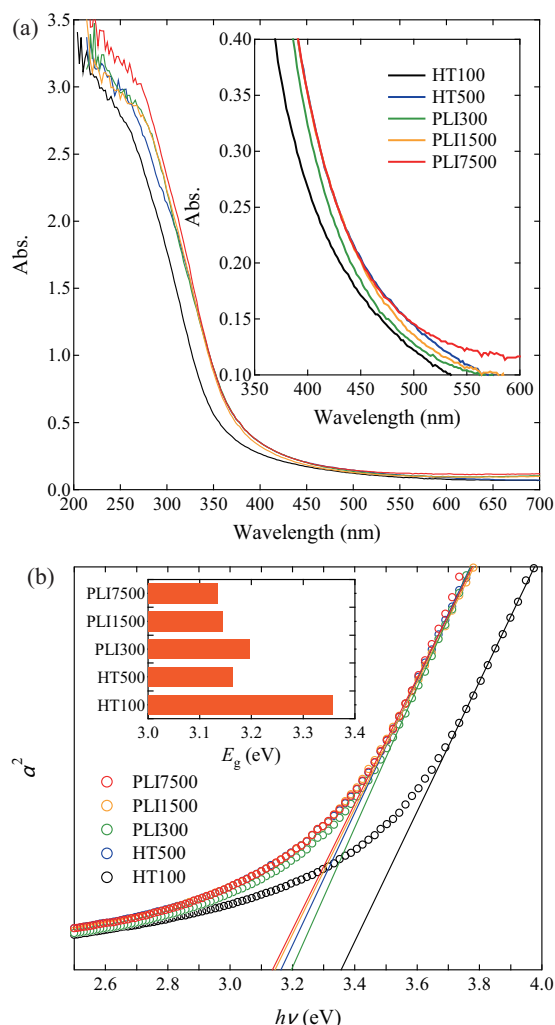 (a)
Abs.
3.5
3.0
2.5
2.0
1.5
1.0
0.5
0.0
200 250 300 350 400 450 500 550 600 650 700
Wavelength (nm)
Abs.
0.40
0.35
0.30
0.25
0.20
0.15
0.10
350 400 450 500 550 600
Wavelength (nm)
HT100
HT500
PLI300
PLI1500
PLI7500
(b)
α²
PLI7500
PLI1500
PLI300
HT500
HT100
3.0 3.1 3.2 3.3 3.4
Eg (eV)
PLI7500
PLI1500
PLI300
HT500
HT100
2.6 2.8 3.0 3.2 3.4 3.6 3.8 4.0
hν (eV)